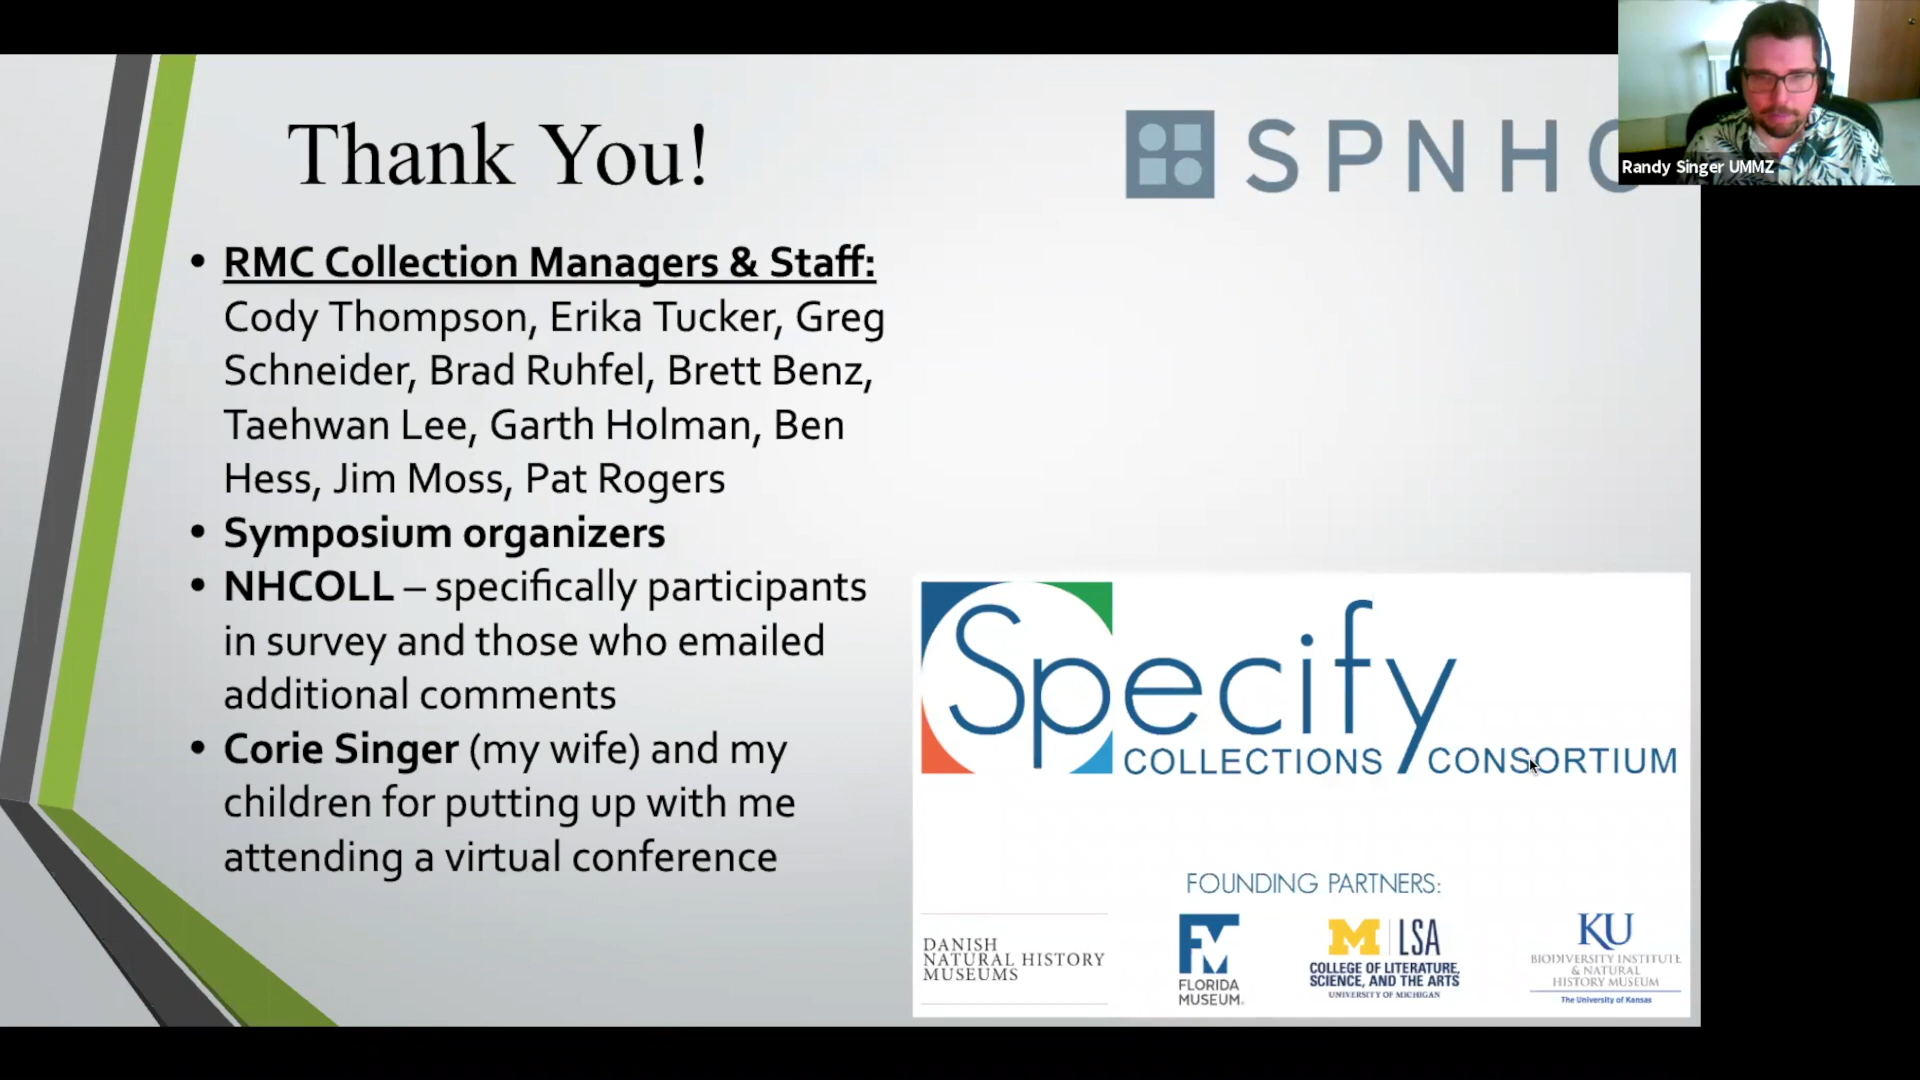 Thank You!
SPNHC
Randy Singer UMMZ
• RMC Collection Managers & Staff:
Cody Thompson, Erika Tucker, Greg
Schneider, Brad Ruhfel, Brett Benz,
Taehwan Lee, Garth Holman, Ben
Hess, Jim Moss, Pat Rogers
• Symposium organizers
• NHCOLL – specifically participants
in survey and those who emailed
additional comments
• Corie Singer (my wife) and my
children for putting up with me
attending a virtual conference
Specify
COLLECTIONS CONSORTIUM
FOUNDING PARTNERS:
DANISH
NATURAL HISTORY
MUSEUMS
FM
FLORIDA
MUSEUM
M LSA
COLLEGE OF LITERATURE,
SCIENCE, AND THE ARTS
UNIVERSITY OF MICHIGAN
KU
BIODIVERSITY INSTITUTE
& NATURAL
HISTORY MUSEUM
The University of Kansas